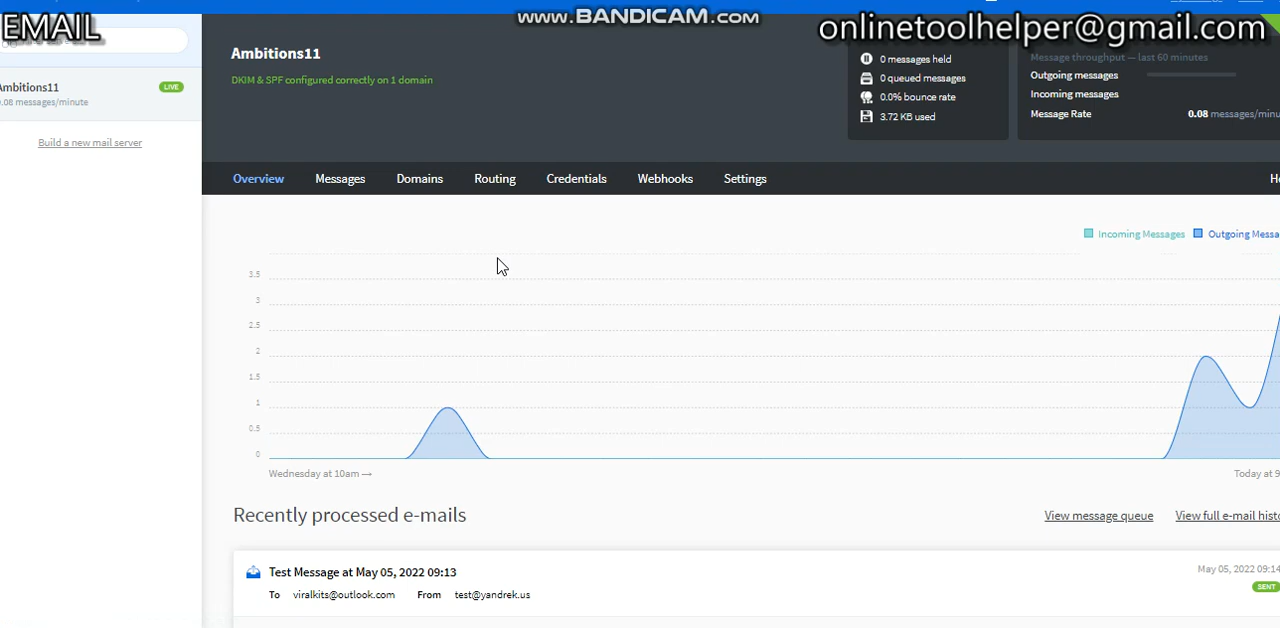 EMAIL
www.BANDICAM.com
onlinetoolhelper@gmail.com
Ambitions11
LIVE
0.08 messages/minute
Build a new mail server
Ambitions11
DKIM & SPF configured correctly on 1 domain
0 messages held
0 queued messages
0.0% bounce rate
3.72 KB used
Message throughput — last 60 minutes
Outgoing messages
Incoming messages
Message Rate 0.08 messages/minu
Overview Messages Domains Routing Credentials Webhooks Settings He
Incoming Messages Outgoing Messa
3.5
3
2.5
2
1.5
1
0.5
0
Wednesday at 10am → Today at 9
Recently processed e-mails View message queue View full e-mail histo
Test Message at May 05, 2022 09:13 May 05, 2022 09:14
To viralkits@outlook.com From test@yandrek.us SENT